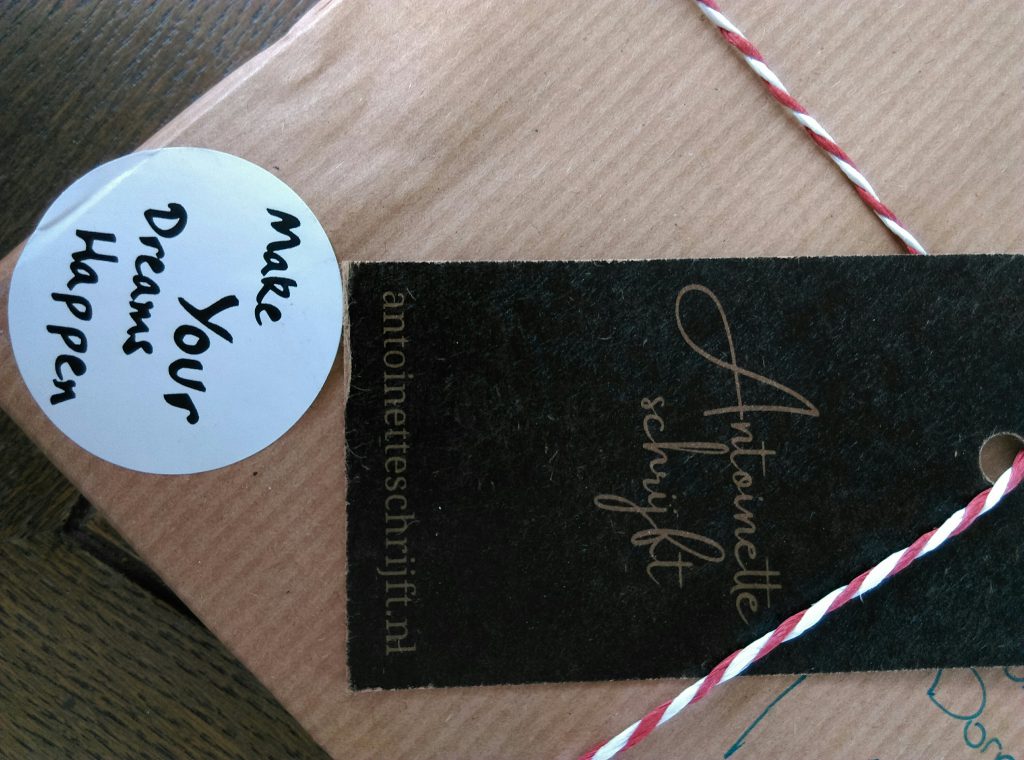 Make
Your
Dreams
Happen
Antoinette
schrijft
antoinetteschrijft.nl